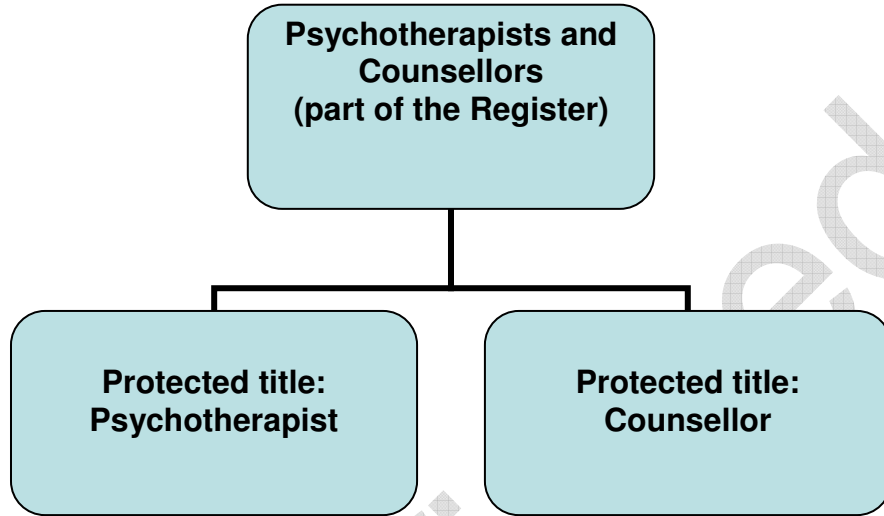 Psychotherapists and
Counsellors
(part of the Register)
Protected title:
Psychotherapist
Protected title:
Counsellor